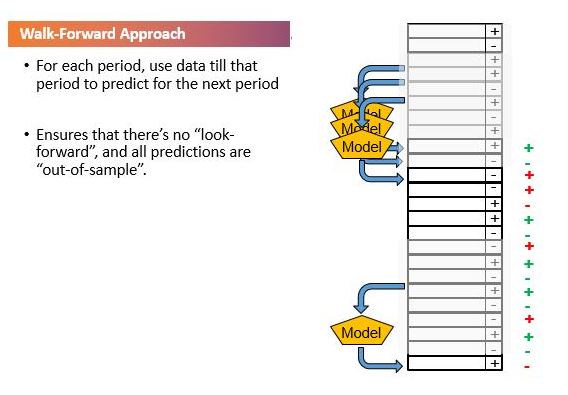 Walk-Forward Approach
• For each period, use data till that
period to predict for the next period
• Ensures that there's no “look-
forward”, and all predictions are
“out-of-sample”.
Model
Model
Model
Model